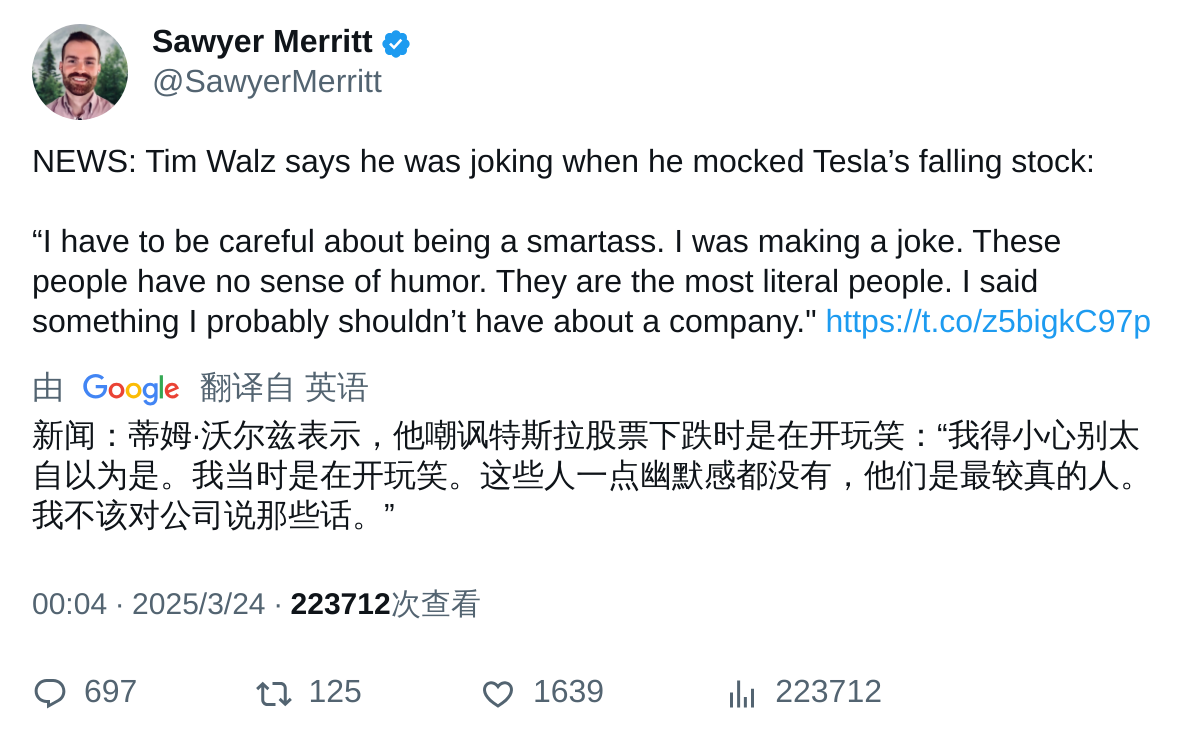 Sawyer Merritt
@SawyerMerritt
NEWS: Tim Walz says he was joking when he mocked Tesla’s falling stock:
“I have to be careful about being a smartass. I was making a joke. These
people have no sense of humor. They are the most literal people. I said
something I probably shouldn’t have about a company." https://t.co/z5bigkC97p
由 Google 翻译自 英语
新闻：蒂姆·沃尔兹表示，他嘲讽特斯拉股票下跌时是在开玩笑：“我得小心别太
自以为是。我当时是在开玩笑。这些人一点幽默感都没有，他们是最较真的人。
我不该对公司说那些话。”
00:04 · 2025/3/24 · 223712次查看
697 125 1639 223712